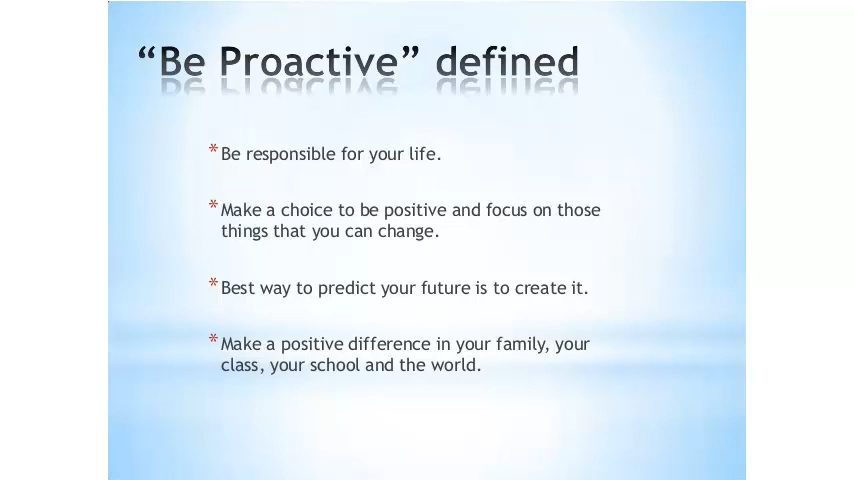 “Be Proactive” defined
* Be responsible for your life.
* Make a choice to be positive and focus on those
things that you can change.
* Best way to predict your future is to create it.
* Make a positive difference in your family, your
class, your school and the world.